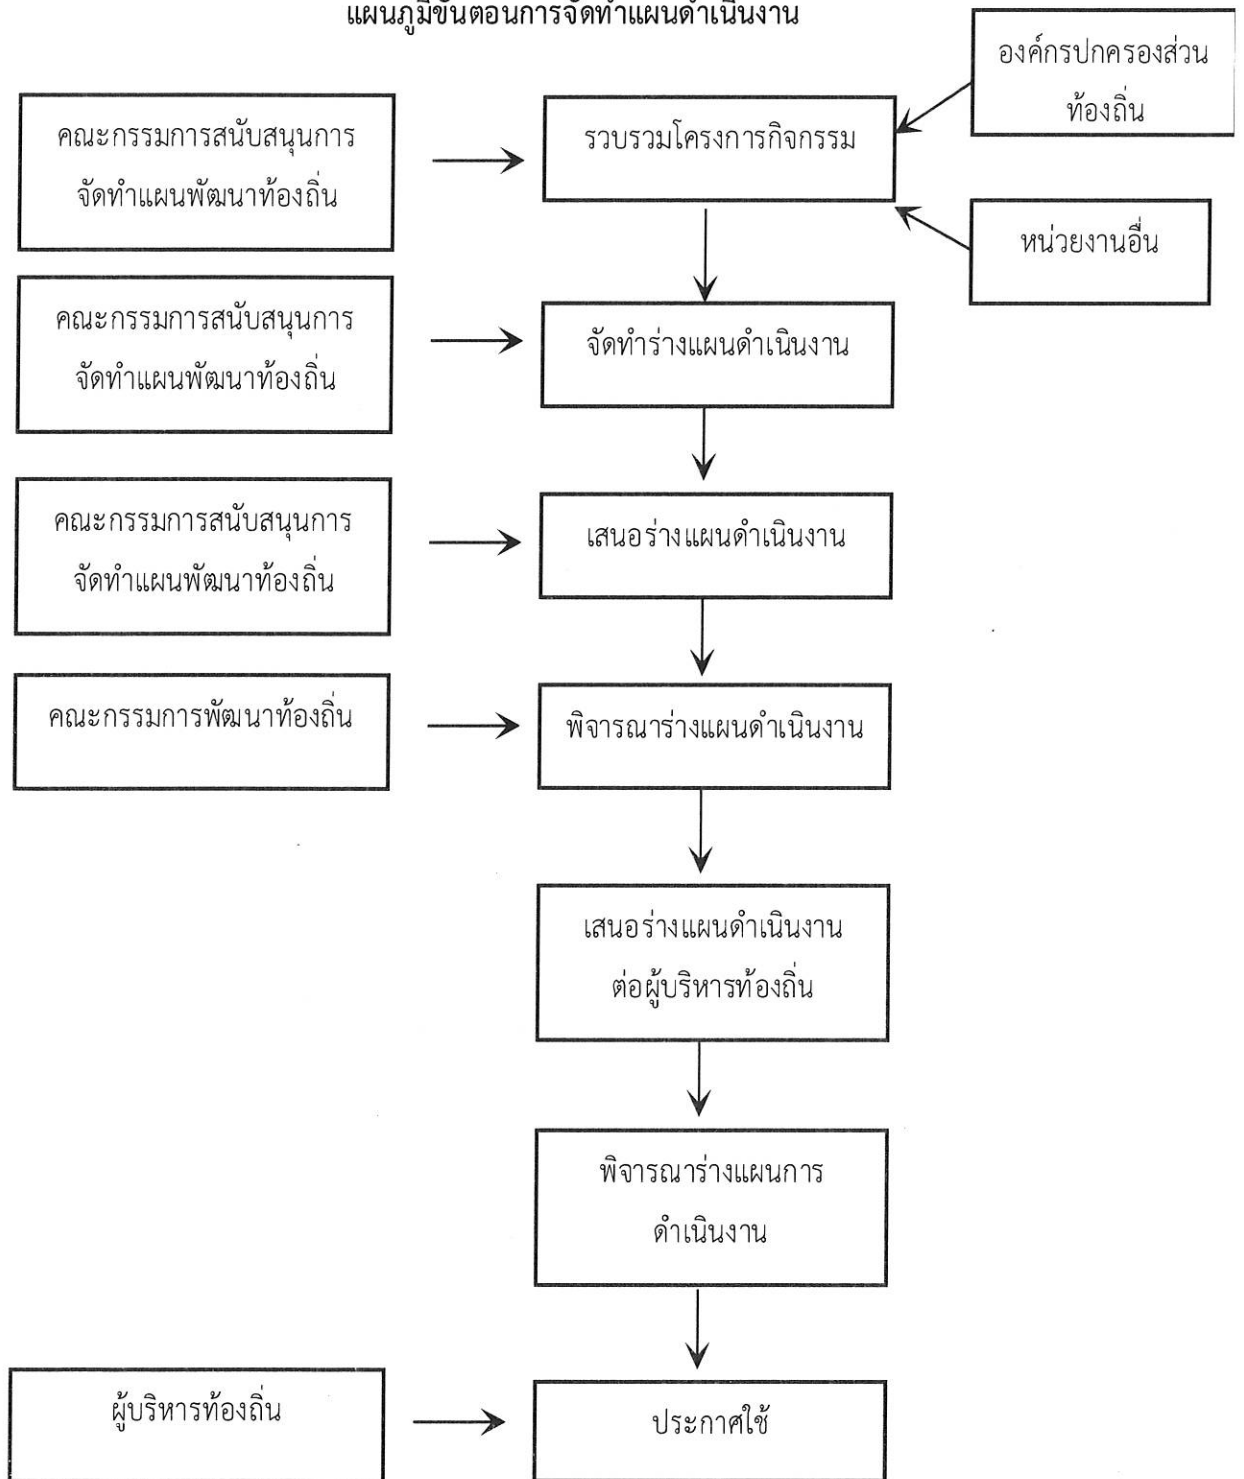 แผนภูมิขั้นตอนการจัดทำแผนดำเนินงาน
องค์กรปกครองส่วน
ท้องถิ่น
คณะกรรมการสนับสนุนการ
จัดทำแผนพัฒนาท้องถิ่น
รวบรวมโครงการกิจกรรม
หน่วยงานอื่น
คณะกรรมการสนับสนุนการ
จัดทำแผนพัฒนาท้องถิ่น
จัดทำร่างแผนดำเนินงาน
คณะกรรมการสนับสนุนการ
จัดทำแผนพัฒนาท้องถิ่น
เสนอร่างแผนดำเนินงาน
คณะกรรมการพัฒนาท้องถิ่น
พิจารณาร่างแผนดำเนินงาน
เสนอร่างแผนดำเนินงาน
ต่อผู้บริหารท้องถิ่น
พิจารณาร่างแผนการ
ดำเนินงาน
ผู้บริหารท้องถิ่น
ประกาศใช้